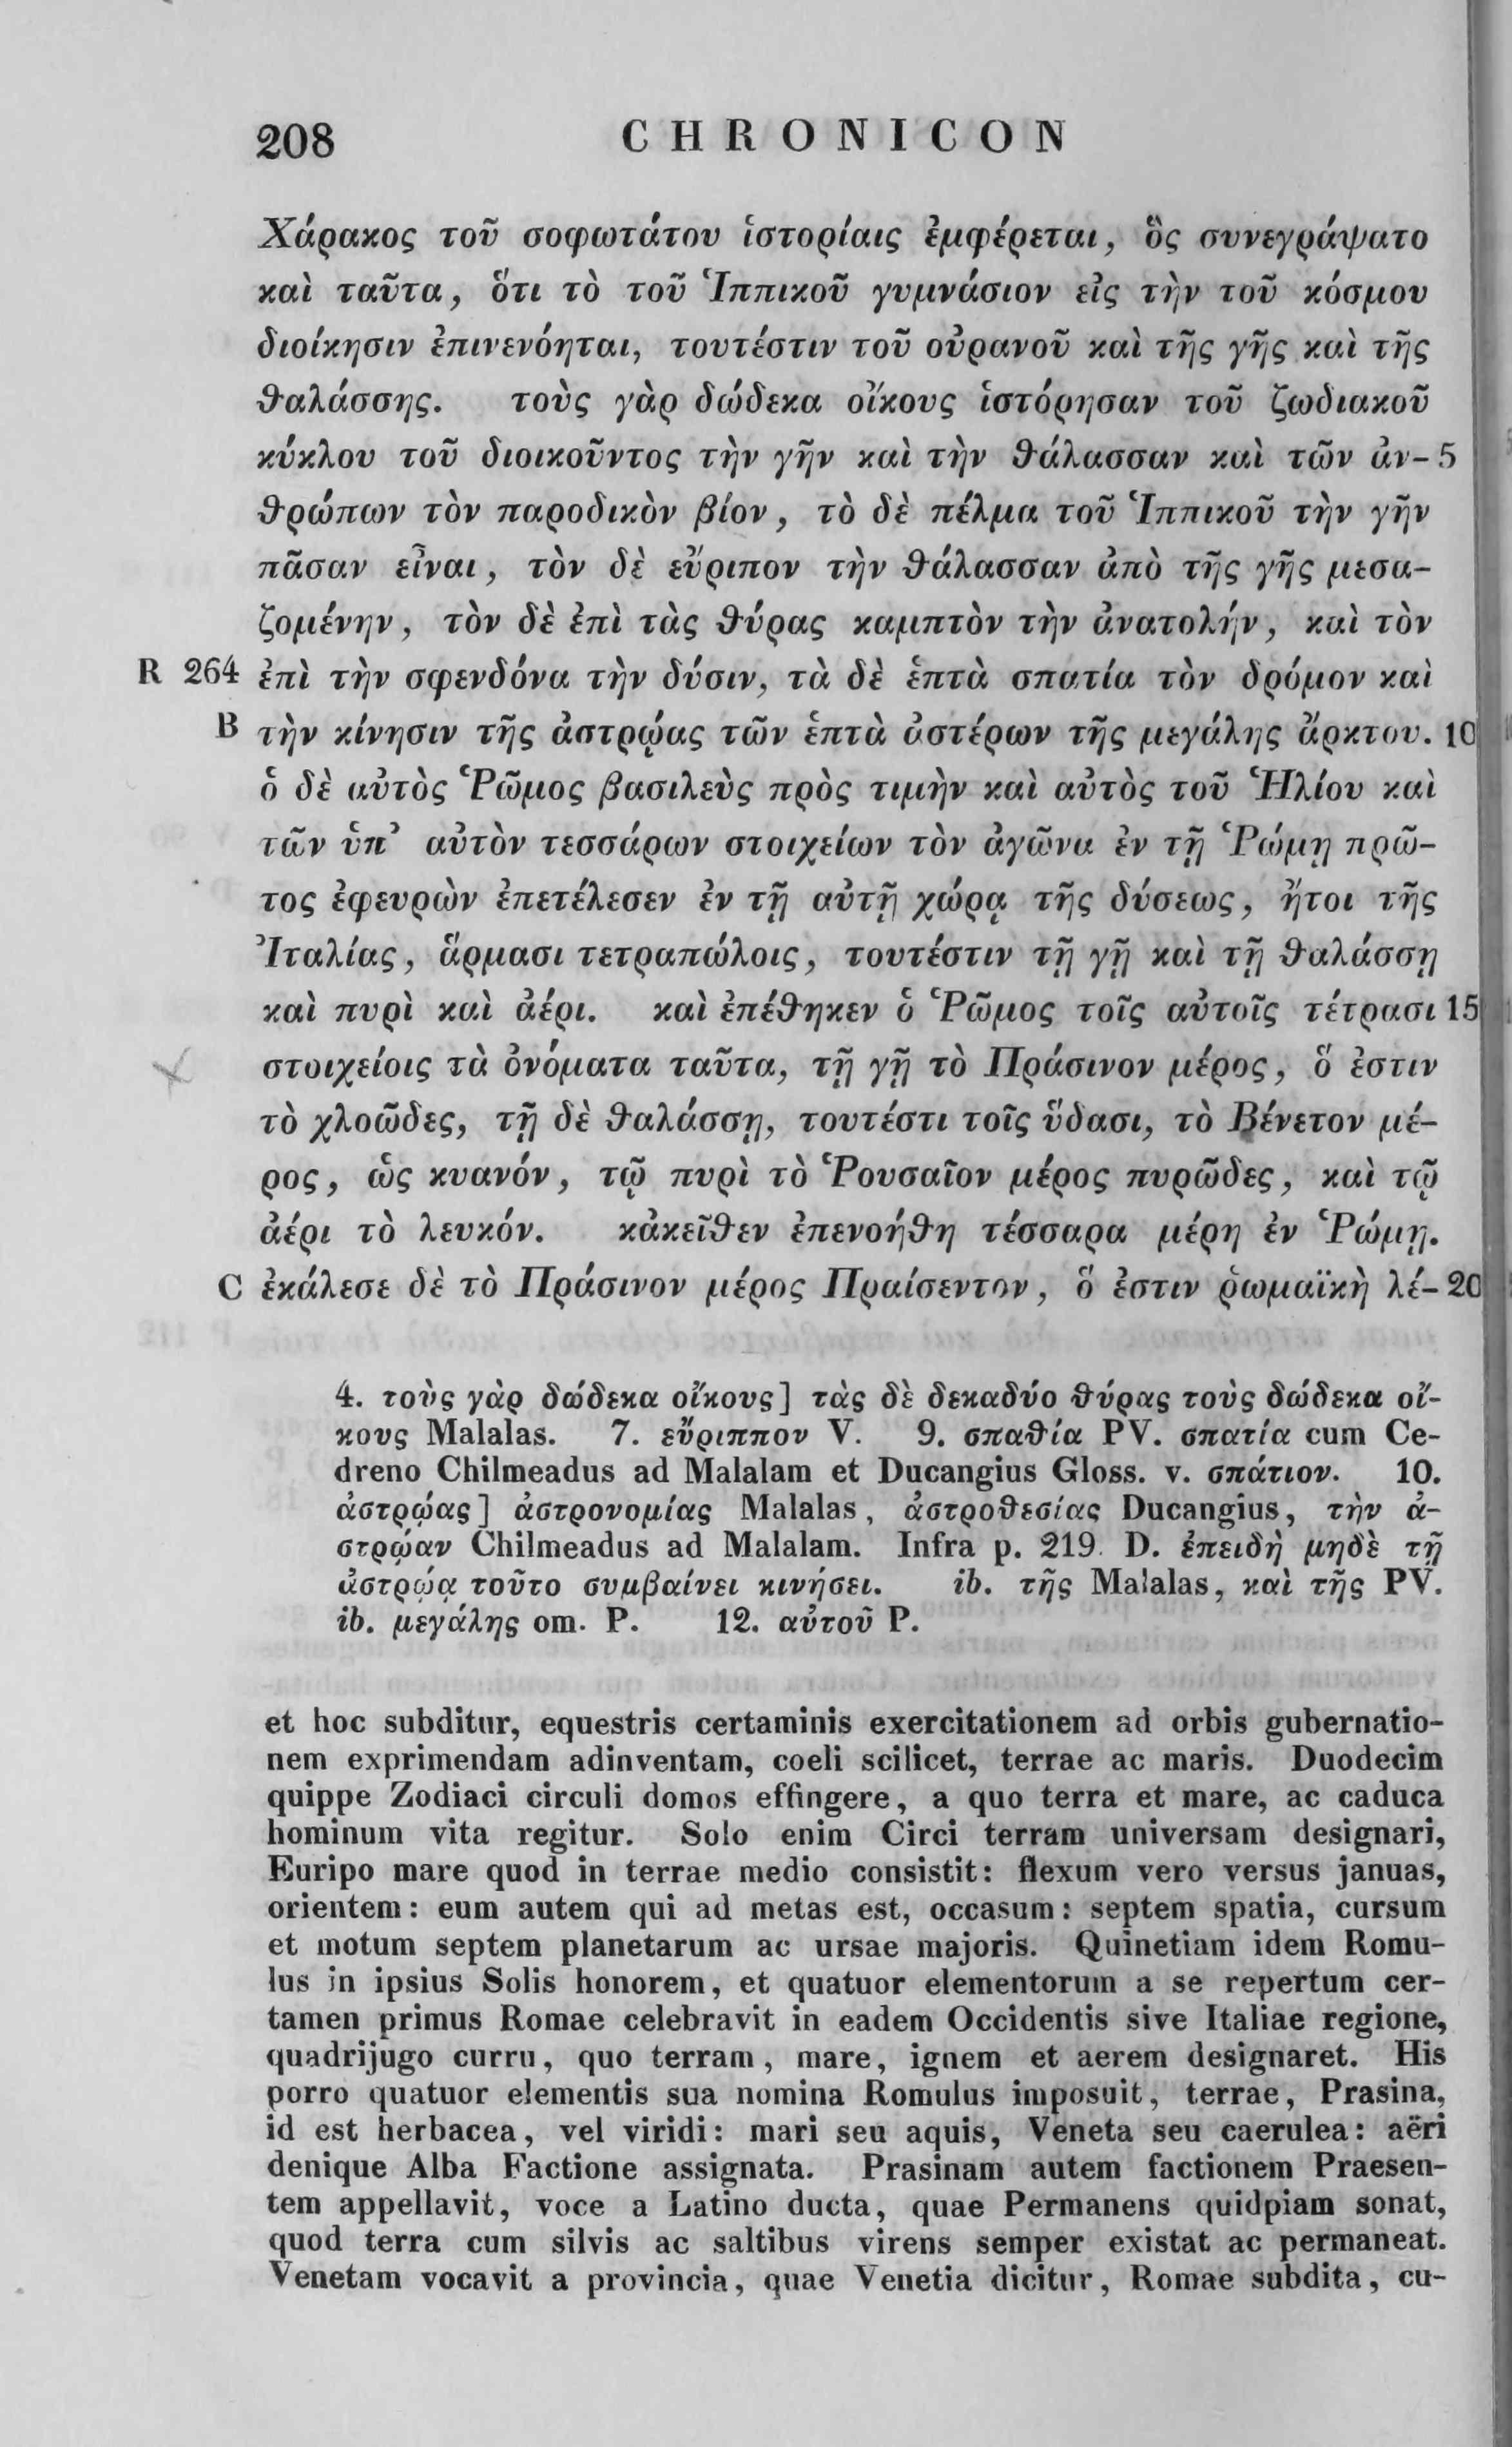 208 CHRONICON
Χάρακος τοῦ σοφωτάτου ἱστορίαις ἐμφέρεται, ὃς συνεγράψατο
καὶ ταῦτα, ὅτι τὸ τοῦ Ἱππικοῦ γυμνάσιον εἰς τὴν τοῦ κόσμου
διοίκησιν ἐπινενόηται, τουτέστιν τοῦ οὐρανοῦ καὶ τῆς γῆς καὶ τῆς
θαλάσσης. τοὺς γὰρ δώδεκα οἴκους ἱστόρησαν τοῦ ζωδιακοῦ
κύκλου τοῦ διοικοῦντος τὴν γῆν καὶ τὴν θάλασσαν καὶ τῶν ἀν- 5
θρώπων τὸν παροδικὸν βίον, τὸ δὲ πέλμα τοῦ Ἱππικοῦ τὴν γῆν
πᾶσαν εἶναι, τὸν δὲ εὔριπον τὴν θάλασσαν ἀπὸ τῆς γῆς μεσα-
ζομένην, τὸν δὲ ἐπὶ τὰς θύρας καμπτὸν τὴν ἀνατολήν, καὶ τὸν
R 264 ἐπὶ τὴν σφενδόνα τὴν δύσιν, τὰ δὲ ἑπτὰ σπατία τὸν δρόμον καὶ
B τὴν κίνησιν τῆς ἀστρῴας τῶν ἑπτὰ ἀστέρων τῆς μεγάλης ἄρκτου. 10
ὁ δὲ αὐτὸς Ῥῶμος βασιλεὺς πρὸς τιμὴν καὶ αὐτὸς τοῦ Ἡλίου καὶ
τῶν ὑπ’ αὐτὸν τεσσάρων στοιχείων τὸν ἀγῶνα ἐν τῇ Ῥώμῃ πρῶ-
τος ἐφευρὼν ἐπετέλεσεν ἐν τῇ αὐτῇ χώρᾳ τῆς δύσεως, ἤτοι τῆς
Ἰταλίας, ἅρμασι τετραπώλοις, τουτέστιν τῇ γῇ καὶ τῇ θαλάσσῃ
καὶ πυρὶ καὶ ἀέρι. καὶ ἐπέθηκεν ὁ Ῥῶμος τοῖς αὐτοῖς τέτρασι 15
στοιχείοις τὰ ὀνόματα ταῦτα, τῇ γῇ τὸ Πράσινον μέρος, ὅ ἐστιν
τὸ χλοῶδες, τῇ δὲ θαλάσσῃ, τουτέστι τοῖς ὕδασι, τὸ Βένετον μέ-
ρος, ὡς κυανόν, τῷ πυρὶ τὸ Ῥουσαῖον μέρος πυρῶδες, καὶ τῷ
ἀέρι τὸ λευκόν. κἀκεῖθεν ἐπενοήθη τέσσαρα μέρη ἐν Ῥώμῃ.
C ἐκάλεσε δὲ τὸ Πράσινον μέρος Πραίσεντον, ὅ ἐστιν ῥωμαϊκὴ λέ- 20
4. τοὺς γὰρ δώδεκα οἴκους] τὰς δὲ δεκαδύο θύρας τοὺς δώδεκα οἴ-
κους Malalas. 7. εὔριππον V. 9. σπαθία PV. σπατία cum Ce-
dreno Chilmeadus ad Malalam et Ducangius Gloss. v. σπάτιον. 10.
ἀστρῴας] ἀστρονομίας Malalas, ἀστροθεσίας Ducangius, τὴν ἀ-
στρῴαν Chilmeadus ad Malalam. Infra p. 219. D. ἐπειδὴ μηδὲ τῇ
ἀστρῴᾳ τοῦτο συμβαίνει κινήσει. ib. τῆς Malalas, καὶ τῆς PV.
ib. μεγάλης om. P. 12. αὐτοῦ P.
et hoc subditur, equestris certaminis exercitationem ad orbis gubernatio-
nem exprimendam adinventam, coeli scilicet, terrae ac maris. Duodecim
quippe Zodiaci circuli domos effingere, a quo terra et mare, ac caduca
hominum vita regitur. Solo enim Circi terram universam designari,
Euripo mare quod in terrae medio consistit: flexum vero versus januas,
orientem: eum autem qui ad metas est, occasum: septem spatia, cursum
et motum septem planetarum ac ursae majoris. Quinetiam idem Romu-
lus in ipsius Solis honorem, et quatuor elementorum a se repertum cer-
tamen primus Romae celebravit in eadem Occidentis sive Italiae regione,
quadrijugo curru, quo terram, mare, ignem et aerem designaret. His
porro quatuor elementis sua nomina Romulus imposuit, terrae, Prasina,
id est herbacea, vel viridi: mari seu aquis, Veneta seu caerulea: aëri
denique Alba Factione assignata. Prasinam autem factionem Praesen-
tem appellavit, voce a Latino ducta, quae Permanens quidpiam sonat,
quod terra cum silvis ac saltibus virens semper existat ac permaneat.
Venetam vocavit a provincia, quae Venetia dicitur, Romae subdita, cu-